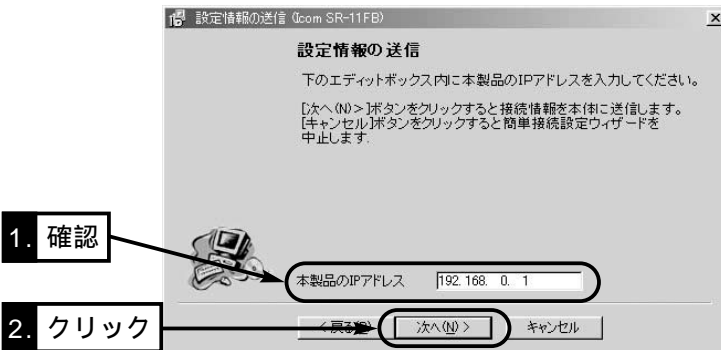 設定情報の送信 (Icom SR-11FB)
設定情報の送信
下のエディットボックス内に本製品のIPアドレスを入力してください。
[次へ(N)>]ボタンをクリックすると接続情報を本体に送信します。
[キャンセル]ボタンをクリックすると簡単接続設定ウィザードを
中止します.
1. 確認
本製品のIPアドレス 192. 168. 0. 1
2. クリック
< 戻る(B) 次へ(N) > キャンセル